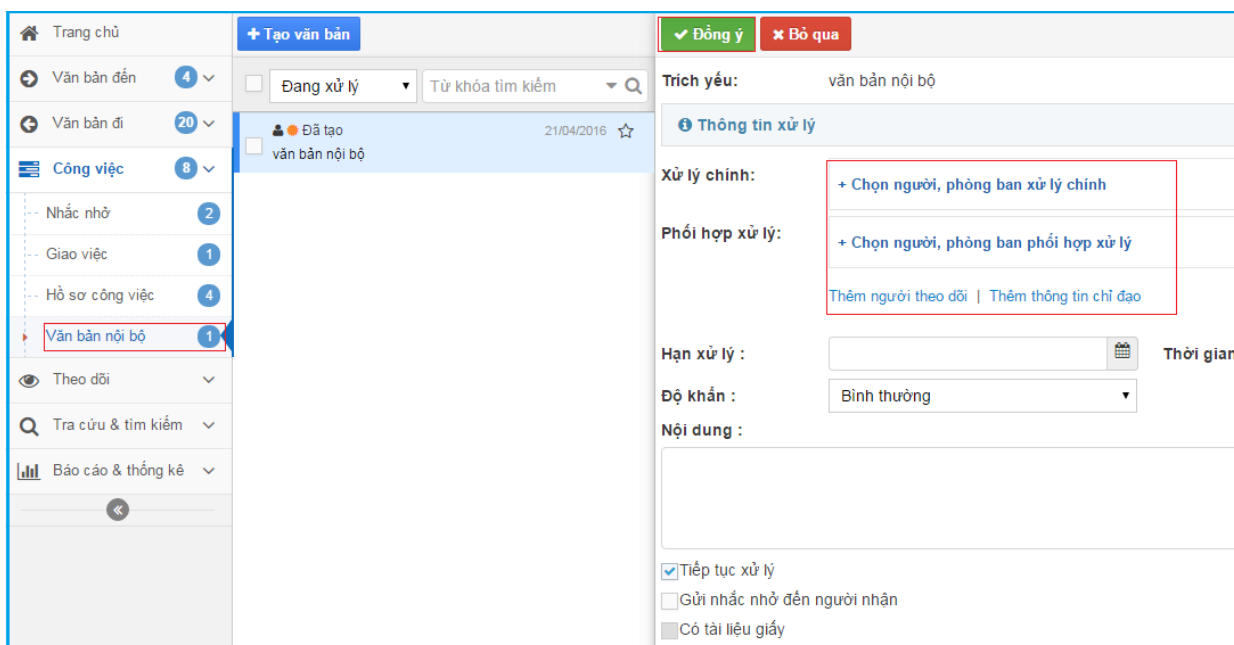 Trang chủ
Văn bản đến 4
Văn bản đi 20
Công việc 8
Nhắc nhở 2
Giao việc 1
Hồ sơ công việc 4
Văn bản nội bộ 1
Theo dõi
Tra cứu & tìm kiếm
Báo cáo & thống kê
+ Tạo văn bản
Đang xử lý Từ khóa tìm kiếm
Đã tạo 21/04/2016
văn bản nội bộ
Đồng ý Bỏ qua
Trích yếu: văn bản nội bộ
Thông tin xử lý
Xử lý chính: + Chọn người, phòng ban xử lý chính
Phối hợp xử lý: + Chọn người, phòng ban phối hợp xử lý
Thêm người theo dõi | Thêm thông tin chỉ đạo
Hạn xử lý : Thời gian
Độ khẩn : Bình thường
Nội dung :
Tiếp tục xử lý
Gửi nhắc nhở đến người nhận
Có tài liệu giấy